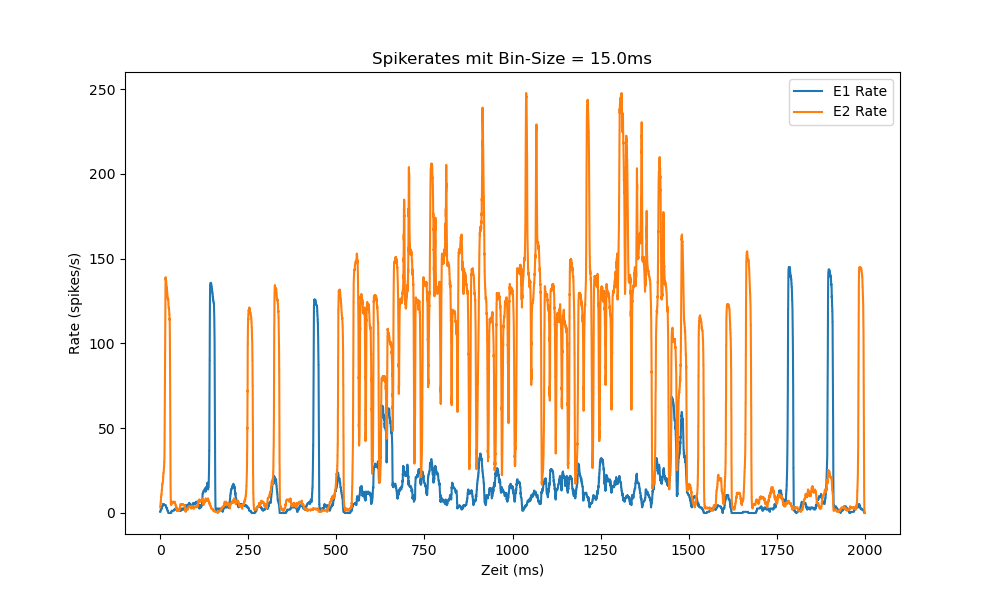 Spikerates mit Bin-Size = 15.0ms
E1 Rate
E2 Rate
250
200
150
100
50
0
Rate (spikes/s)
0 250 500 750 1000 1250 1500 1750 2000
Zeit (ms)